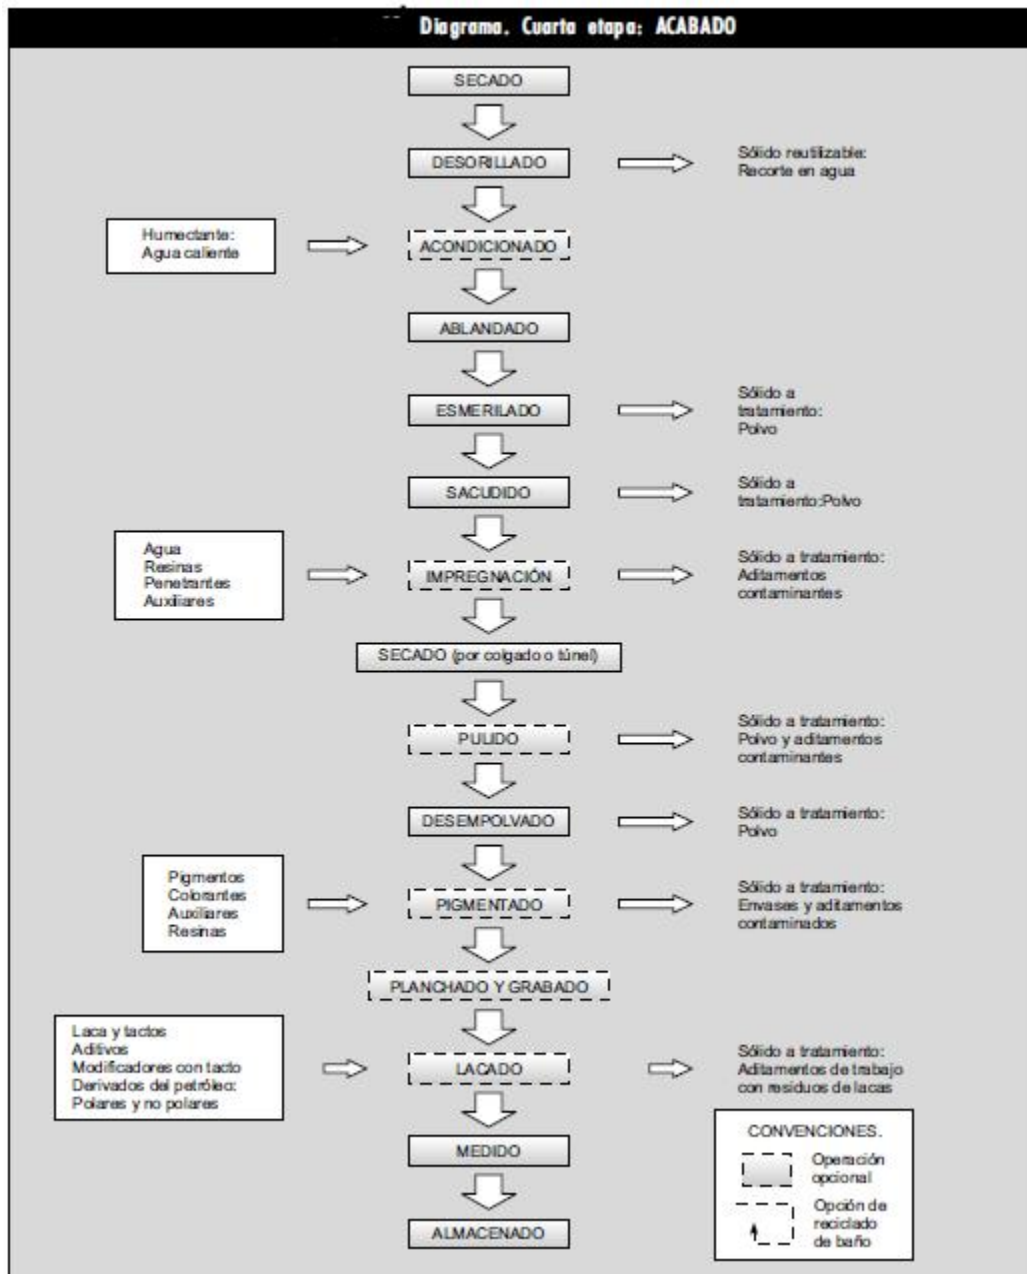 Diagrama. Cuarta etapa: ACABADO
SECADO
DESORILLADO
Sólido reutilizable:
Recorte en agua
Humectante:
Agua caliente
ACONDICIONADO
ABLANDADO
ESMERILADO
Sólido a
tratamiento:
Polvo
SACUDIDO
Sólido a
tratamiento:Polvo
Agua
Resinas
Penetrantes
Auxiliares
IMPREGNACIÓN
Sólido a tratamiento:
Aditamentos
contaminantes
SECADO (por colgado o túnel)
PULIDO
Sólido a tratamiento:
Polvo y aditamentos
contaminantes
DESEMPOLVADO
Sólido a tratamiento:
Polvo
Pigmentos
Colorantes
Auxiliares
Resinas
PIGMENTADO
Sólido a tratamiento:
Envases y aditamentos
contaminados
PLANCHADO Y GRABADO
Laca y tactos
Aditivos
Modificadores con tacto
Derivados del petróleo:
Polares y no polares
LACADO
Sólido a tratamiento:
Aditamentos de trabajo
con residuos de lacas
MEDIDO
ALMACENADO
CONVENCIONES.
Operación
opcional
Opción de
reciclado
de baño